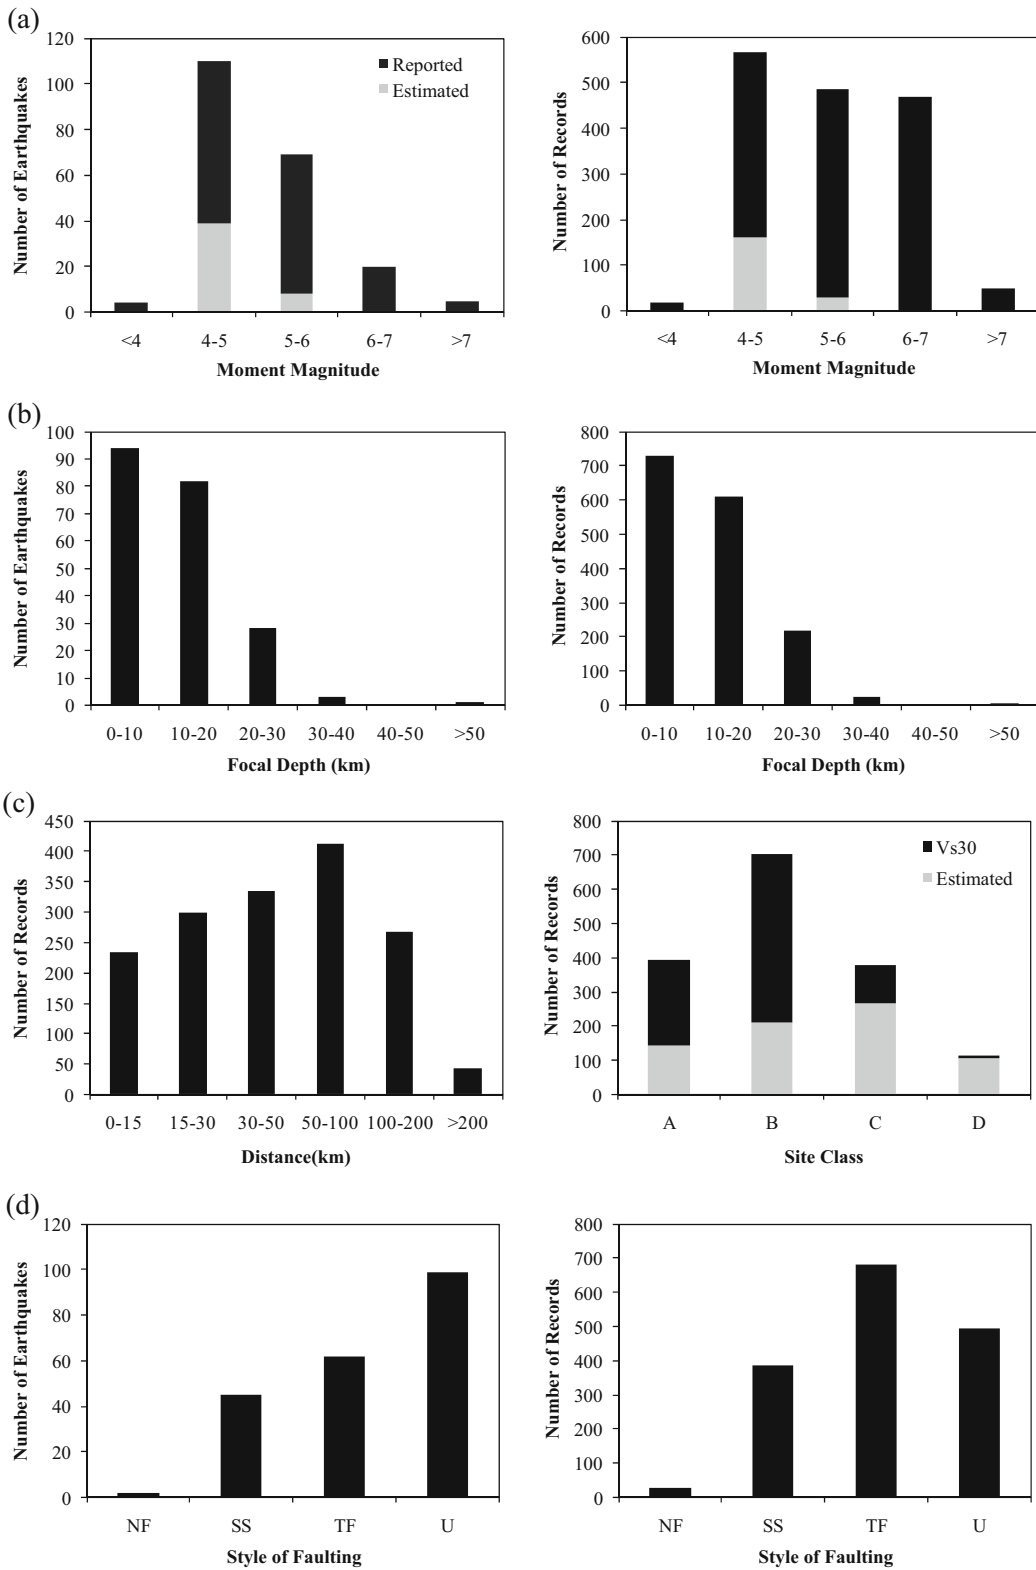 (a)
120
100
80
60
40
20
0
Number of Earthquakes
Reported
Estimated
<4 4-5 5-6 6-7 >7
Moment Magnitude
600
500
400
300
200
100
0
Number of Records
<4 4-5 5-6 6-7 >7
Moment Magnitude
(b)
100
90
80
70
60
50
40
30
20
10
0
Number of Earthquakes
0-10 10-20 20-30 30-40 40-50 >50
Focal Depth (km)
800
700
600
500
400
300
200
100
0
Number of Records
0-10 10-20 20-30 30-40 40-50 >50
Focal Depth (km)
(c)
450
400
350
300
250
200
150
100
50
0
Number of Records
0-15 15-30 30-50 50-100 100-200 >200
Distance(km)
800
700
600
500
400
300
200
100
0
Number of Records
Vs30
Estimated
A B C D
Site Class
(d)
120
100
80
60
40
20
0
Number of Earthquakes
NF SS TF U
Style of Faulting
800
700
600
500
400
300
200
100
0
Number of Records
NF SS TF U
Style of Faulting